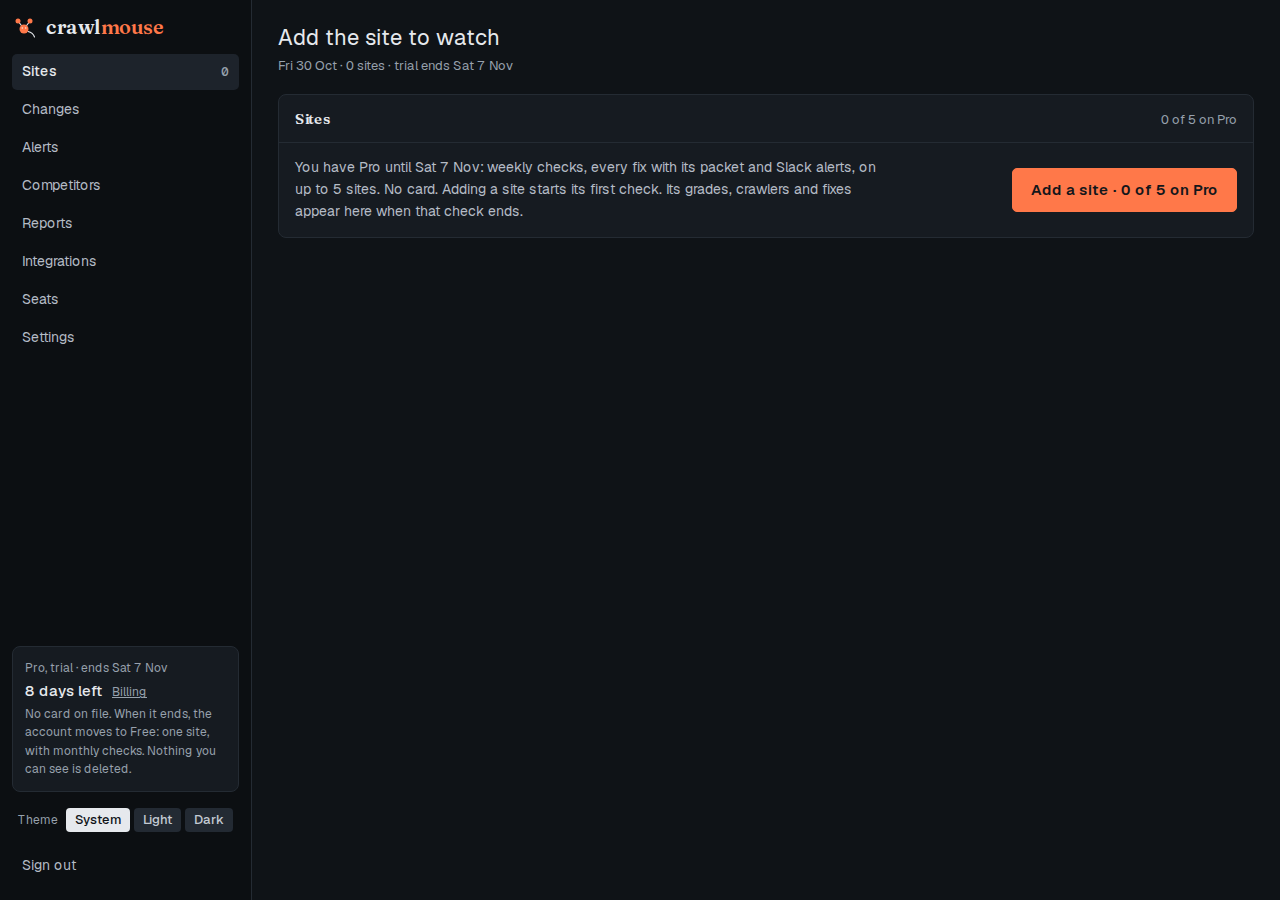 crawlmouse
Sites 0
Changes
Alerts
Competitors
Reports
Integrations
Seats
Settings
Pro, trial · ends Sat 7 Nov
8 days left Billing
No card on file. When it ends, the
account moves to Free: one site,
with monthly checks. Nothing you
can see is deleted.
Theme System Light Dark
Sign out
Add the site to watch
Fri 30 Oct · 0 sites · trial ends Sat 7 Nov
Sites 0 of 5 on Pro
You have Pro until Sat 7 Nov: weekly checks, every fix with its packet and Slack alerts, on
up to 5 sites. No card. Adding a site starts its first check. Its grades, crawlers and fixes
appear here when that check ends.
Add a site · 0 of 5 on Pro